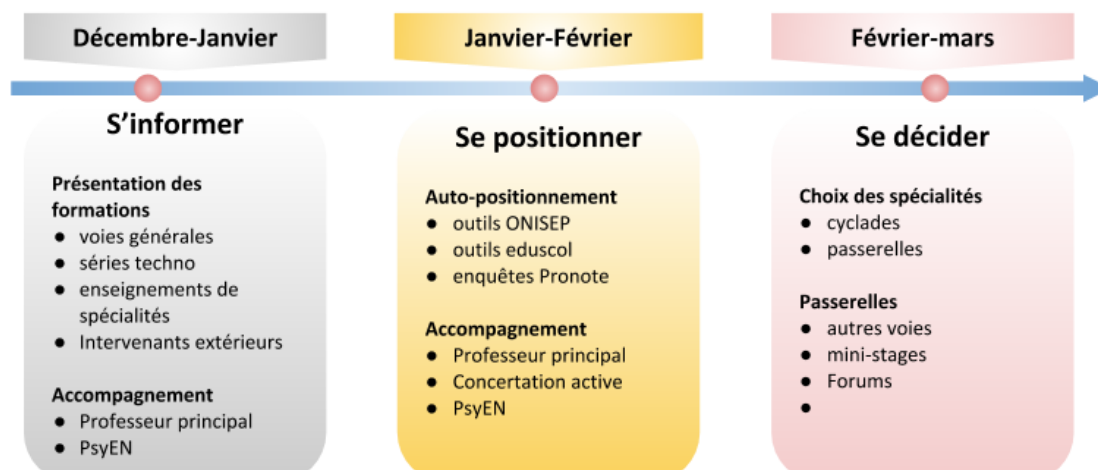 Décembre-Janvier
S'informer
Présentation des
formations
● voies générales
● séries techno
● enseignements de
spécialités
● Intervenants extérieurs
Accompagnement
● Professeur principal
● PsyEN
Janvier-Février
Se positionner
Auto-positionnement
● outils ONISEP
● outils eduscol
● enquêtes Pronote
Accompagnement
● Professeur principal
● Concertation active
● PsyEN
Février-mars
Se décider
Choix des spécialités
● cyclades
● passerelles
Passerelles
● autres voies
● mini-stages
● Forums
●